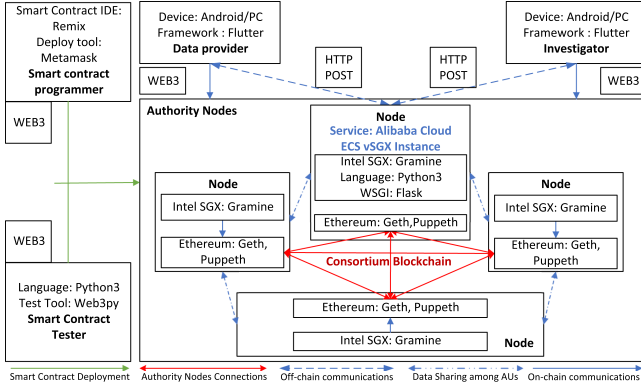 Smart Contract IDE:
Remix
Deploy tool:
Metamask
Smart contract
programmer
WEB3
WEB3
Language: Python3
Test Tool: Web3py
Smart Contract
Tester
Device: Android/PC
Framework : Flutter
Data provider
WEB3
HTTP
POST
HTTP
POST
Device: Android/PC
Framework : Flutter
Investigator
WEB3
Authority Nodes
Node
Service: Alibaba Cloud
ECS vSGX Instance
Intel SGX: Gramine
Language: Python3
WSGI: Flask
Ethereum: Geth,Puppeth
Node
Intel SGX: Gramine
Ethereum: Geth,
Puppeth
Node
Intel SGX: Gramine
Ethereum: Geth,
Puppeth
Consortium Blockchain
Ethereum: Geth, Puppeth
Intel SGX: Gramine
Node
Smart Contract Deployment
Authority Nodes Connections
Off-chain communications
Data Sharing among AUs
On-chain communications